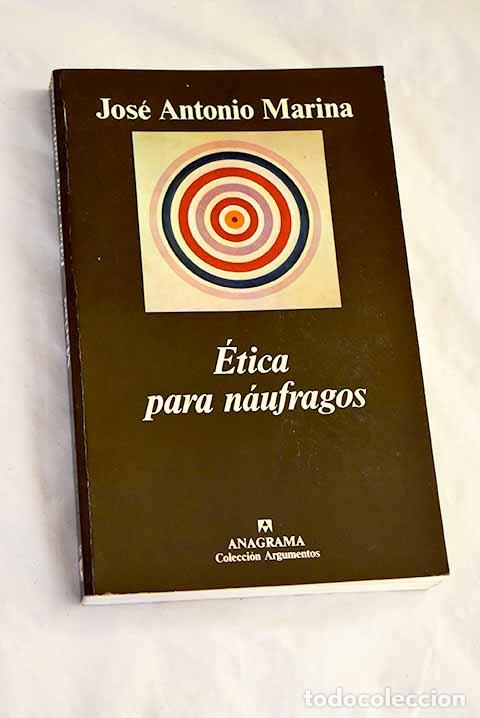 José Antonio Marina
Ética
para náufragos
ANAGRAMA
Colección Argumentos
todocoleccion